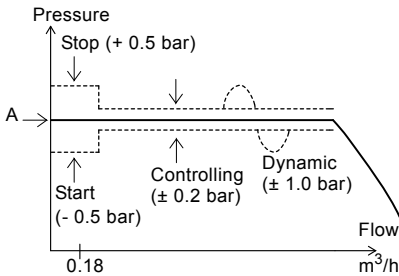 Pressure
Stop (+ 0.5 bar)
A
Controlling
(± 0.2 bar)
Dynamic
(± 1.0 bar)
Start
(- 0.5 bar)
Flow
0.18
m³/h